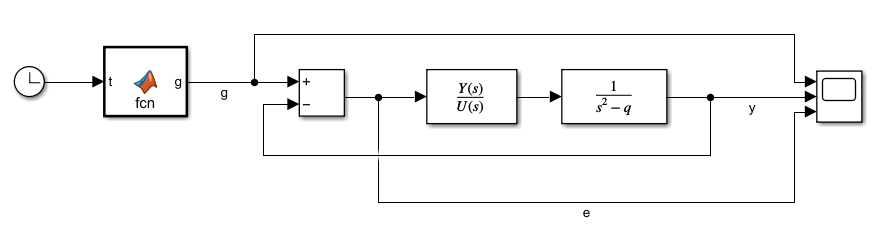 t
g
fcn
g
+
−
Y(s)
U(s)
1
s² − q
y
e